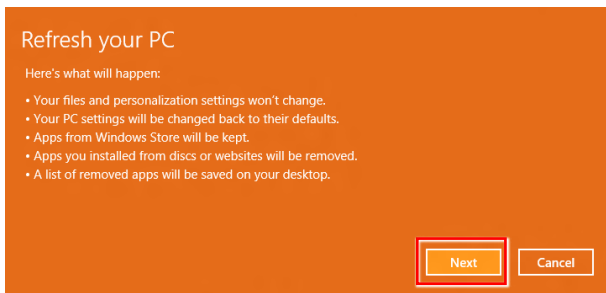 Refresh your PC
Here's what will happen:
• Your files and personalization settings won't change.
• Your PC settings will be changed back to their defaults.
• Apps from Windows Store will be kept.
• Apps you installed from discs or websites will be removed.
• A list of removed apps will be saved on your desktop.
Next Cancel